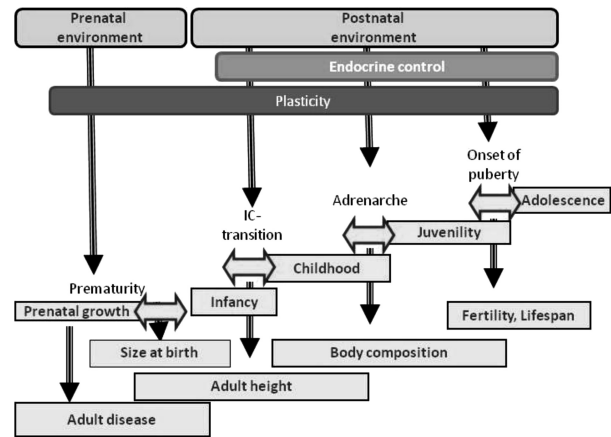 Prenatal
environment
Postnatal
environment
Endocrine control
Plasticity
Onset of
puberty
Adrenarche
Adolescence
IC-
transition
Juvenility
Childhood
Prematurity
Infancy
Prenatal growth
Fertility, Lifespan
Size at birth
Body composition
Adult height
Adult disease